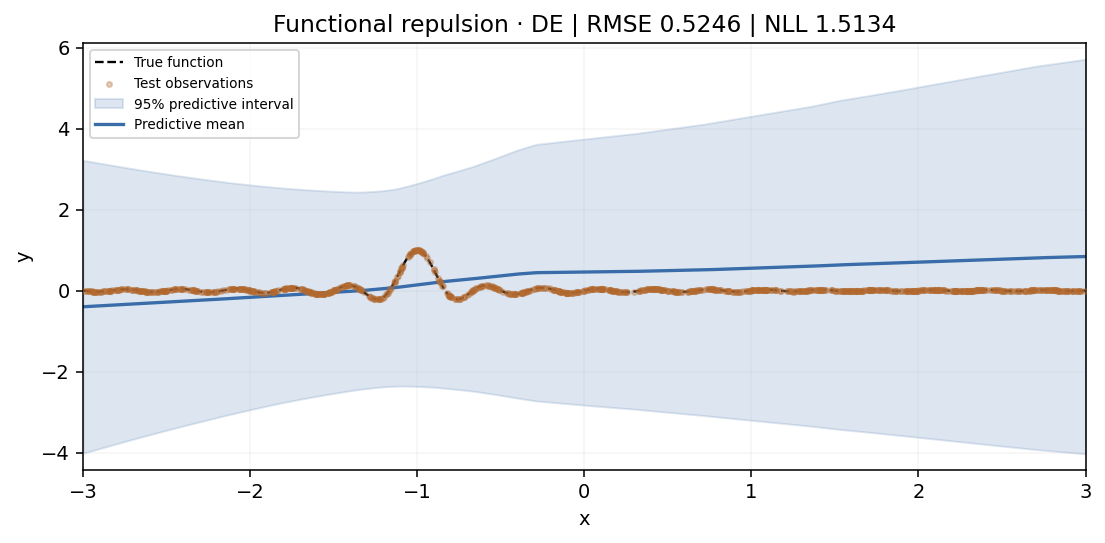 Functional repulsion · DE | RMSE 0.5246 | NLL 1.5134
True function
Test observations
95% predictive interval
Predictive mean
6
4
2
0
−2
−4
y
−3
−2
−1
0
1
2
3
x